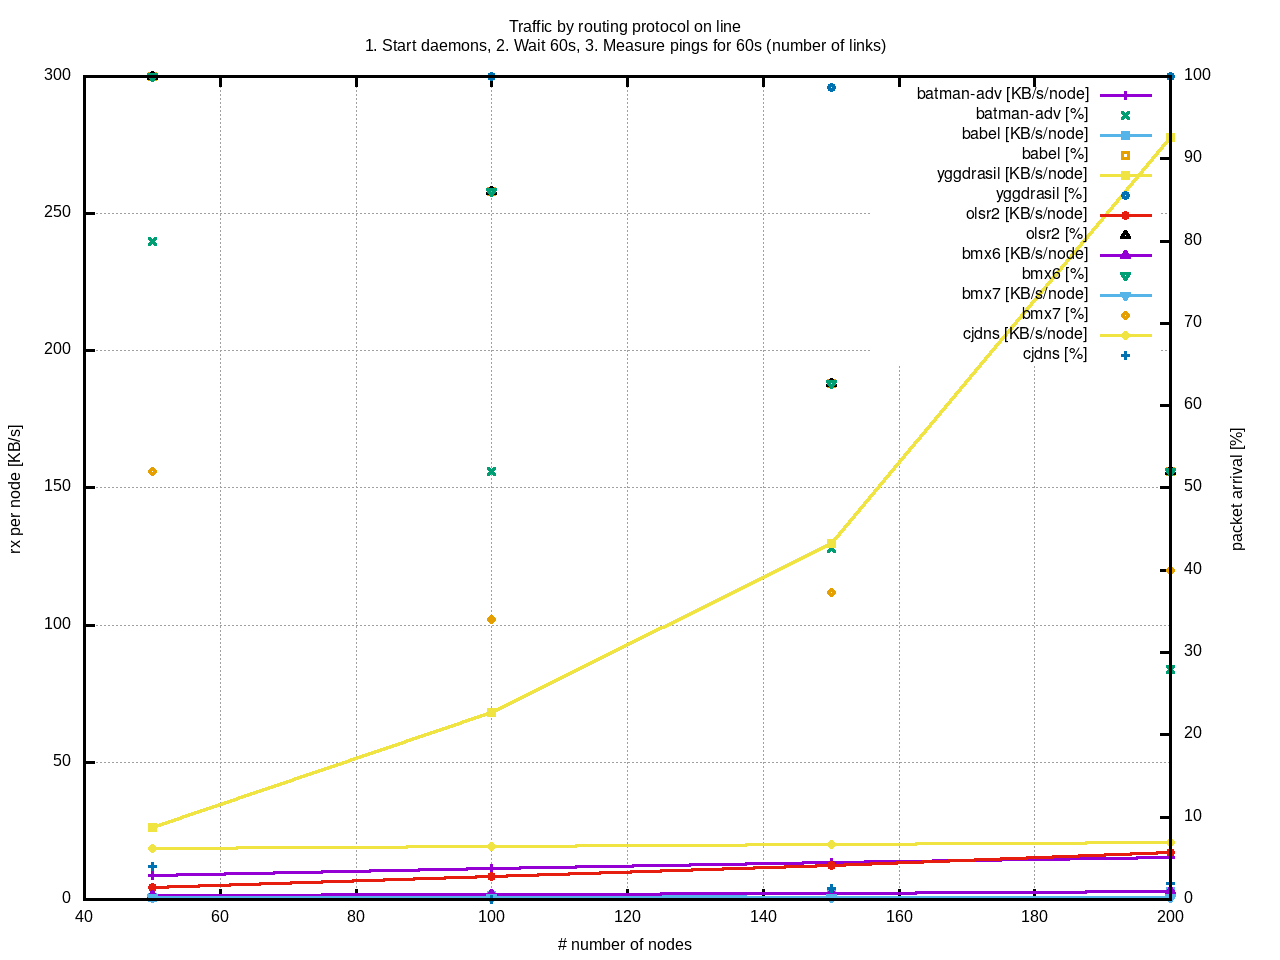 Traffic by routing protocol on line
1. Start daemons, 2. Wait 60s, 3. Measure pings for 60s (number of links)
300
250
200
150
100
50
0
rx per node [KB/s]
40
60
80
100
120
140
160
180
200
# number of nodes
100
90
80
70
60
50
40
30
20
10
0
packet arrival [%]
batman-adv [KB/s/node]
batman-adv [%]
babel [KB/s/node]
babel [%]
yggdrasil [KB/s/node]
yggdrasil [%]
olsr2 [KB/s/node]
olsr2 [%]
bmx6 [KB/s/node]
bmx6 [%]
bmx7 [KB/s/node]
bmx7 [%]
cjdns [KB/s/node]
cjdns [%]